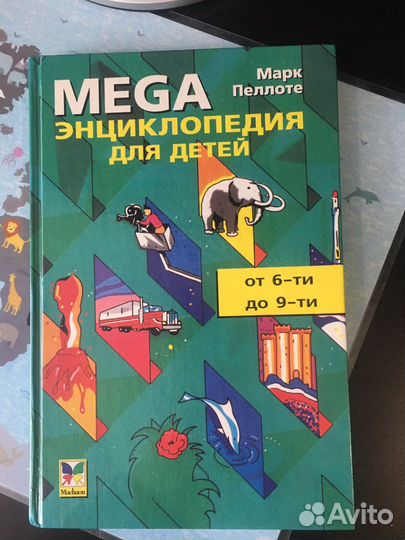 MEGA
Марк
Пеллоте
ЭНЦИКЛОПЕДИЯ
ДЛЯ ДЕТЕЙ
от 6-ти
до 9-ти
Machaon
Avito